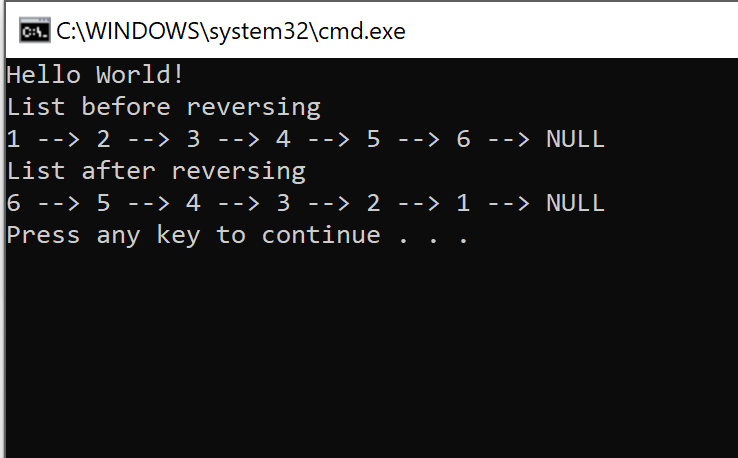 C:\WINDOWS\system32\cmd.exe
Hello World!
List before reversing
1 --> 2 --> 3 --> 4 --> 5 --> 6 --> NULL
List after reversing
6 --> 5 --> 4 --> 3 --> 2 --> 1 --> NULL
Press any key to continue . . .